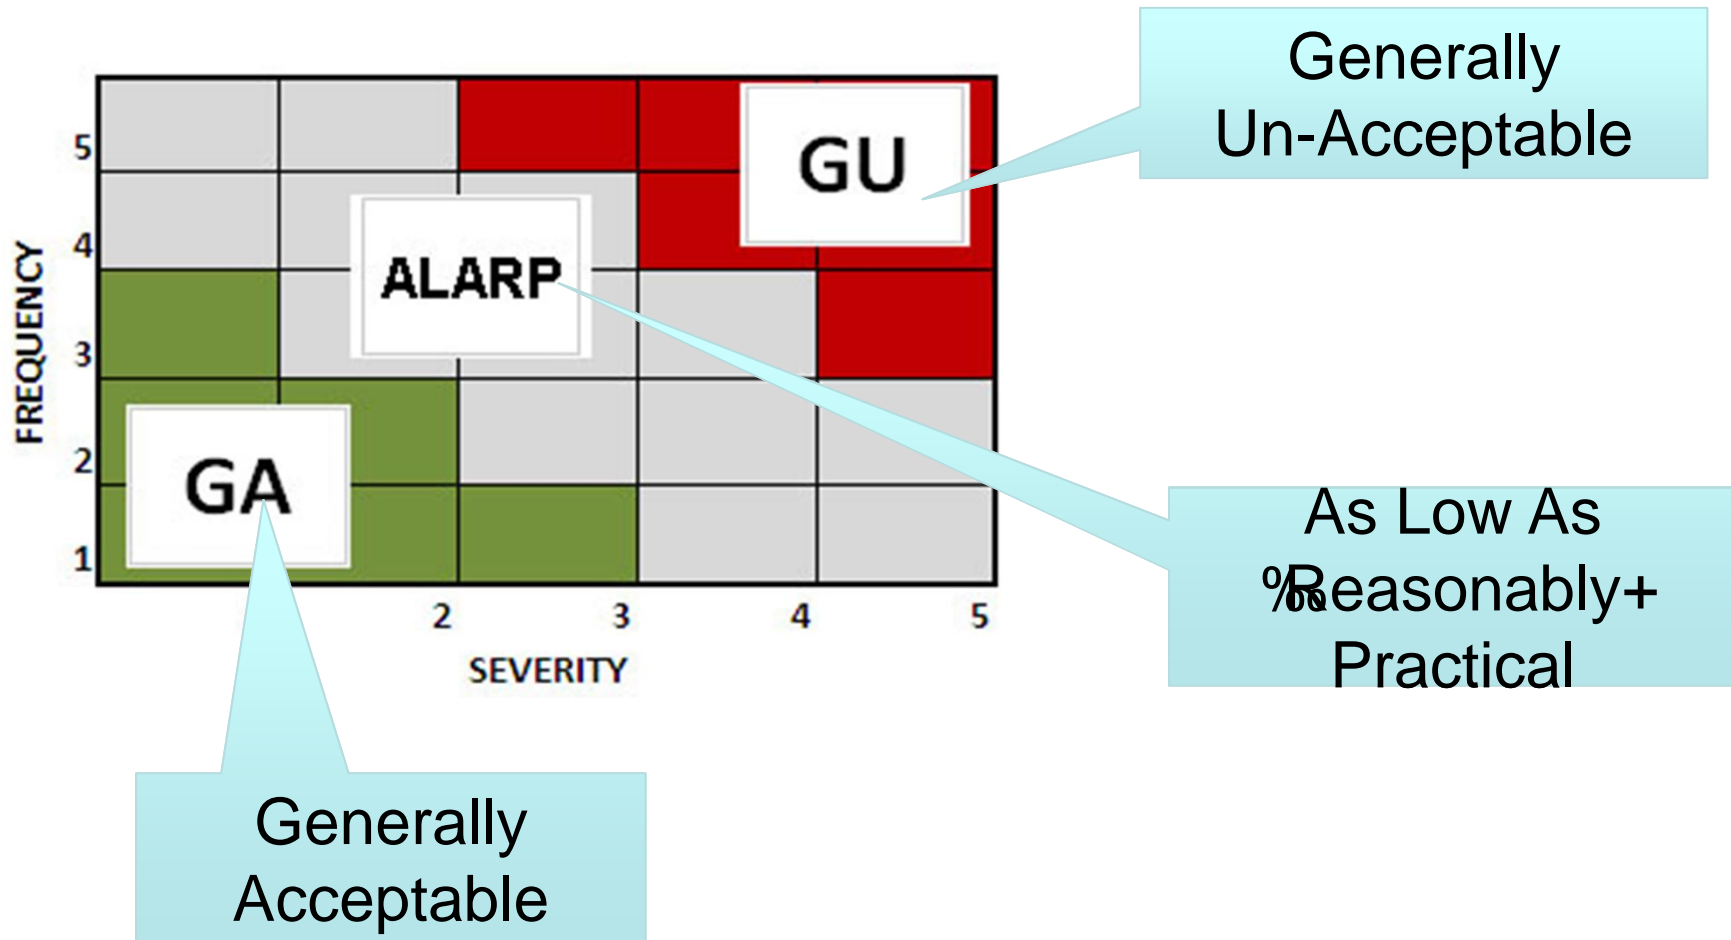 Generally
Un-Acceptable
5
GU
4
ALARP
FREQUENCY
3
2
GA
1
2 3 4 5
SEVERITY
As Low As
%Reasonably+
Practical
Generally
Acceptable